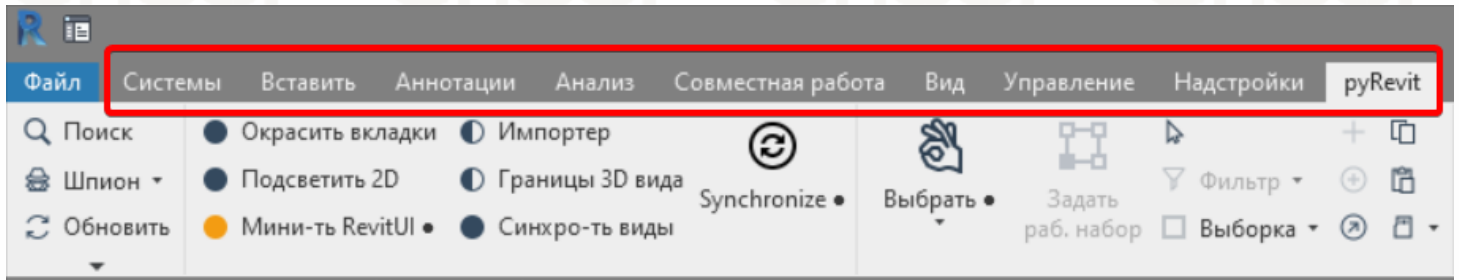 Файл Системы Вставить Аннотации Анализ Совместная работа Вид Управление Надстройки pyRevit
Поиск Окрасить вкладки Импортер
Шпион Подсветить 2D Границы 3D вида Synchronize Выбрать Задать раб. набор Фильтр
Обновить Мини-ть RevitUI Синхро-ть виды Выборка